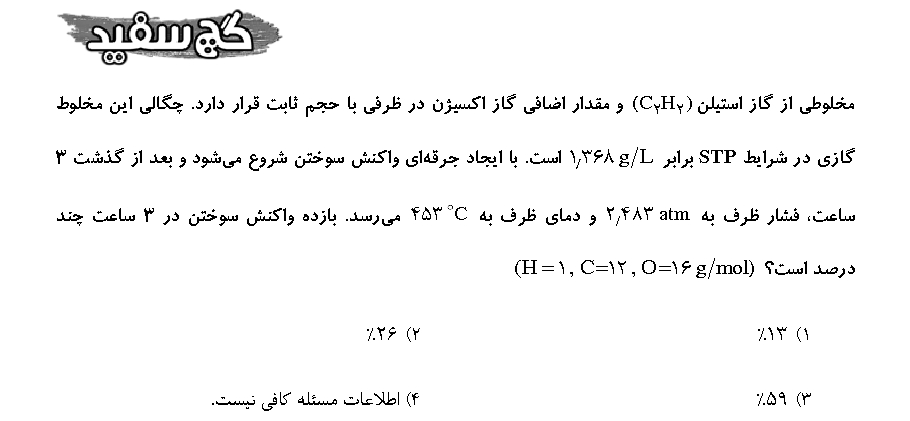 گچ سفید
مخلوطی از گاز استیلن (C₂H₂) و مقدار اضافی گاز اکسیژن در ظرفی با حجم ثابت قرار دارد. چگالی این مخلوط
گازی در شرایط STP برابر ۱٫۳۶۸ g/L است. با ایجاد جرقه‌ای واکنش سوختن شروع می‌شود و بعد از گذشت ۳
ساعت، فشار ظرف به ۲٫۴۸۳ atm و دمای ظرف به ۴۵۳ °C می‌رسد. بازده واکنش سوختن در ۳ ساعت چند
درصد است؟ (H=۱, C=۱۲, O=۱۶ g/mol)
۱) ۱۳٪ ۲) ۲۶٪
۳) ۵۹٪ ۴) اطلاعات مسئله کافی نیست.